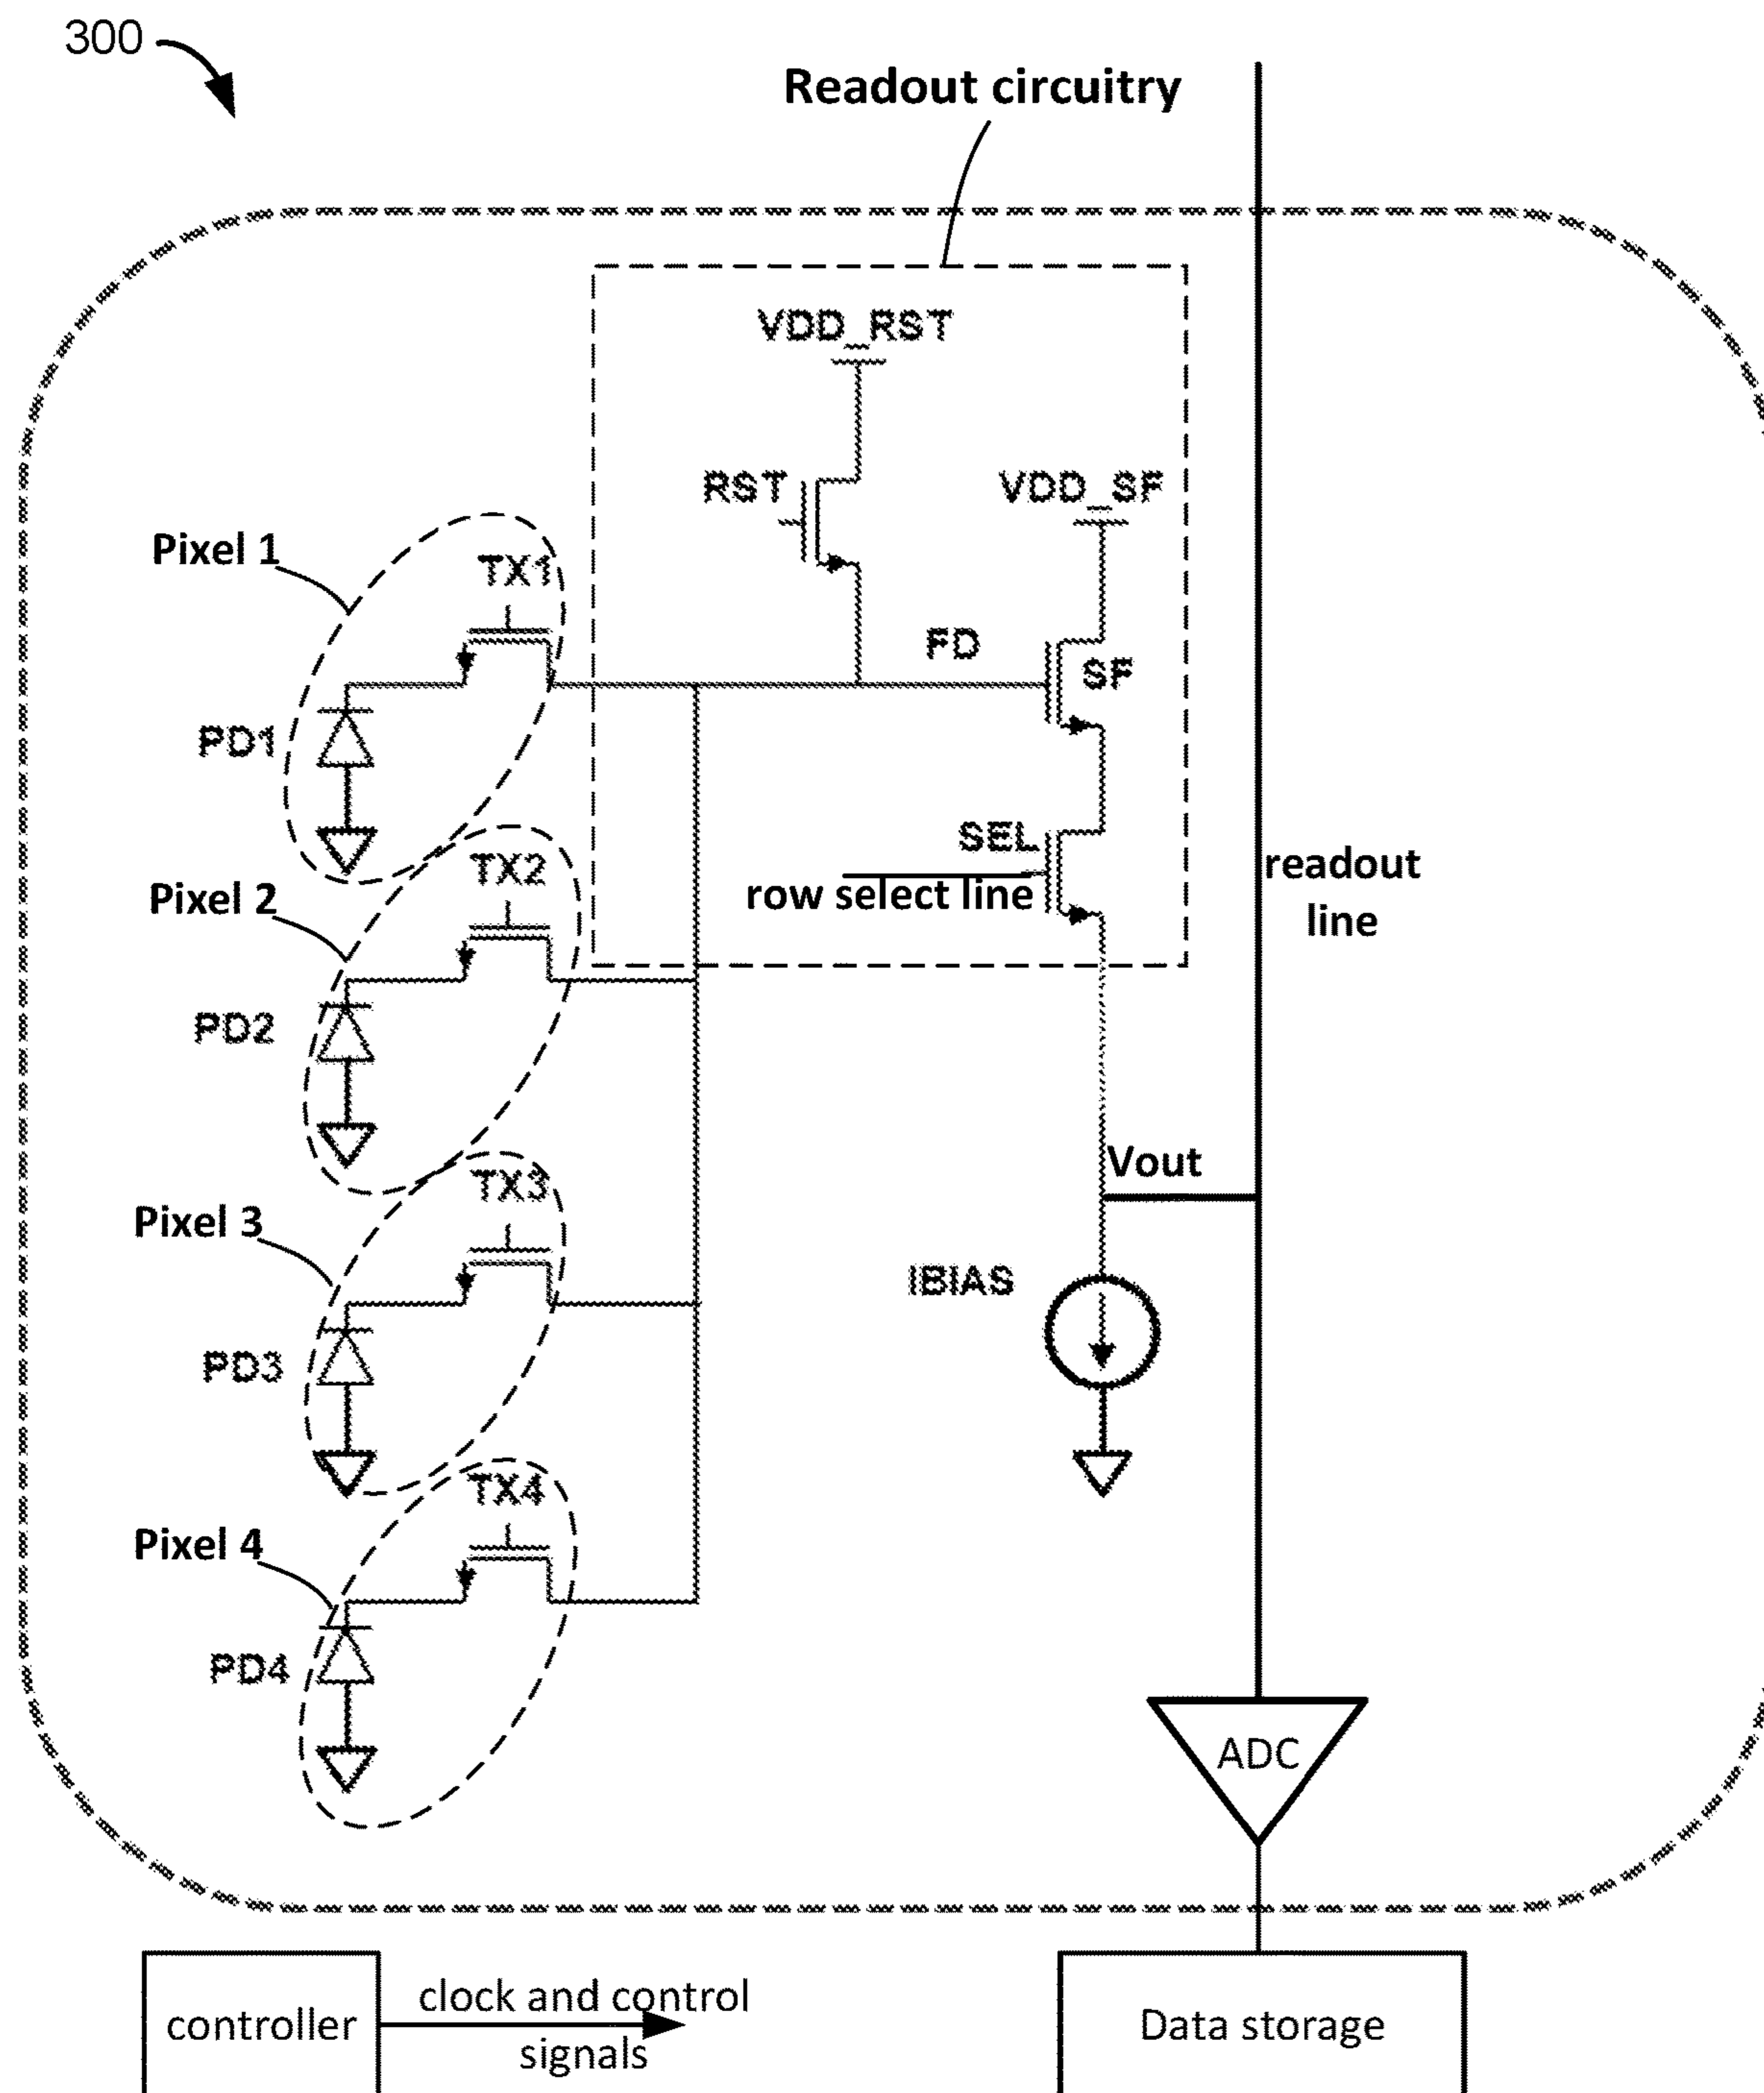 300
Readout circuitry
VDD_RST
RST
VDD_SF
Pixel 1
TX1
FD
SF
PD1
SEL
TX2
row select line
readout
line
Pixel 2
PD2
Vout
TX3
Pixel 3
IBIAS
PD3
TX4
Pixel 4
PD4
ADC
controller
clock and control
signals
Data storage